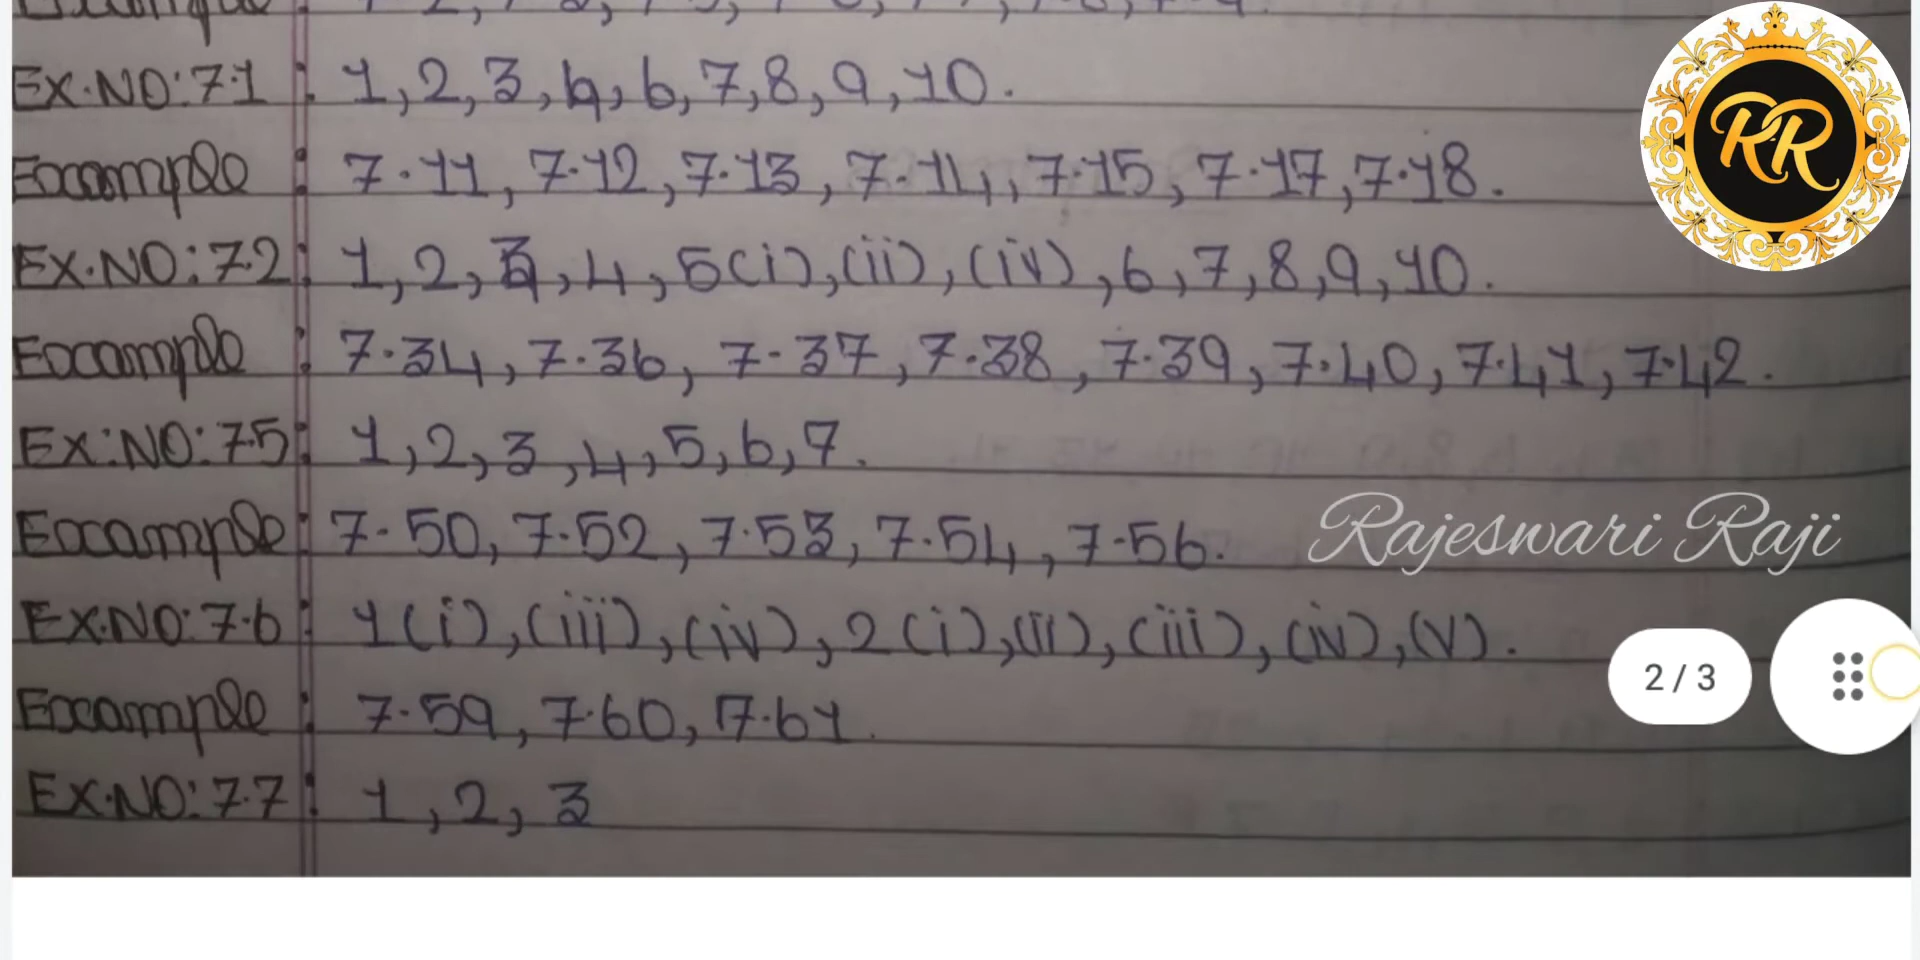 EX.NO:7.1 : 1, 2, 3, 4, 6, 7, 8, 9, 10.
Example : 7.11, 7.12, 7.13, 7.14, 7.15, 7.17, 7.18.
EX.NO:7.2 : 1, 2, 3, 4, 5(i), (ii), (iv), 6, 7, 8, 9, 10.
Example : 7.34, 7.36, 7.37, 7.38, 7.39, 7.40, 7.41, 7.42.
EX:NO:7.5 : 1, 2, 3, 4, 5, 6, 7.
Example : 7.50, 7.52, 7.53, 7.54, 7.56.
EX.NO:7.6 : 1(i), (iii), (iv), 2(i), (ii), (iii), (iv), (v).
Example : 7.59, 7.60, 7.61.
EX.NO:7.7 : 1, 2, 3
RR
Rajeswari Raji
2 / 3